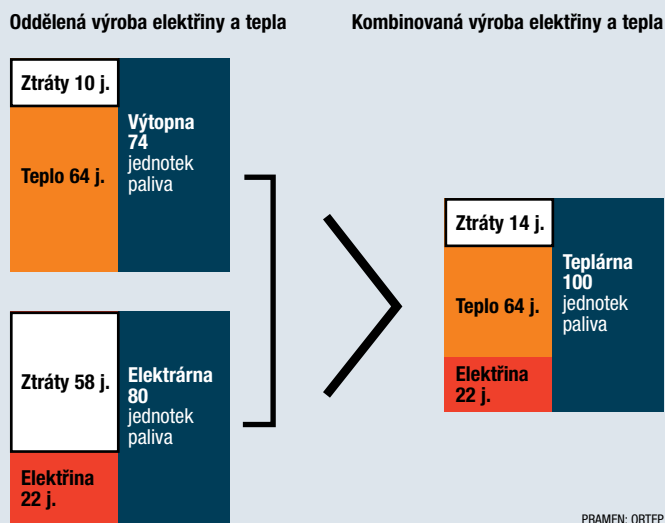 Oddělená výroba elektřiny a tepla
Kombinovaná výroba elektřiny a tepla
Ztráty 10 j.
Teplo 64 j.
Výtopna
74
jednotek
paliva
Ztráty 58 j.
Elektřina
22 j.
Elektrárna
80
jednotek
paliva
Ztráty 14 j.
Teplo 64 j.
Elektřina
22 j.
Teplárna
100
jednotek
paliva
PRAMEN: ORTEP